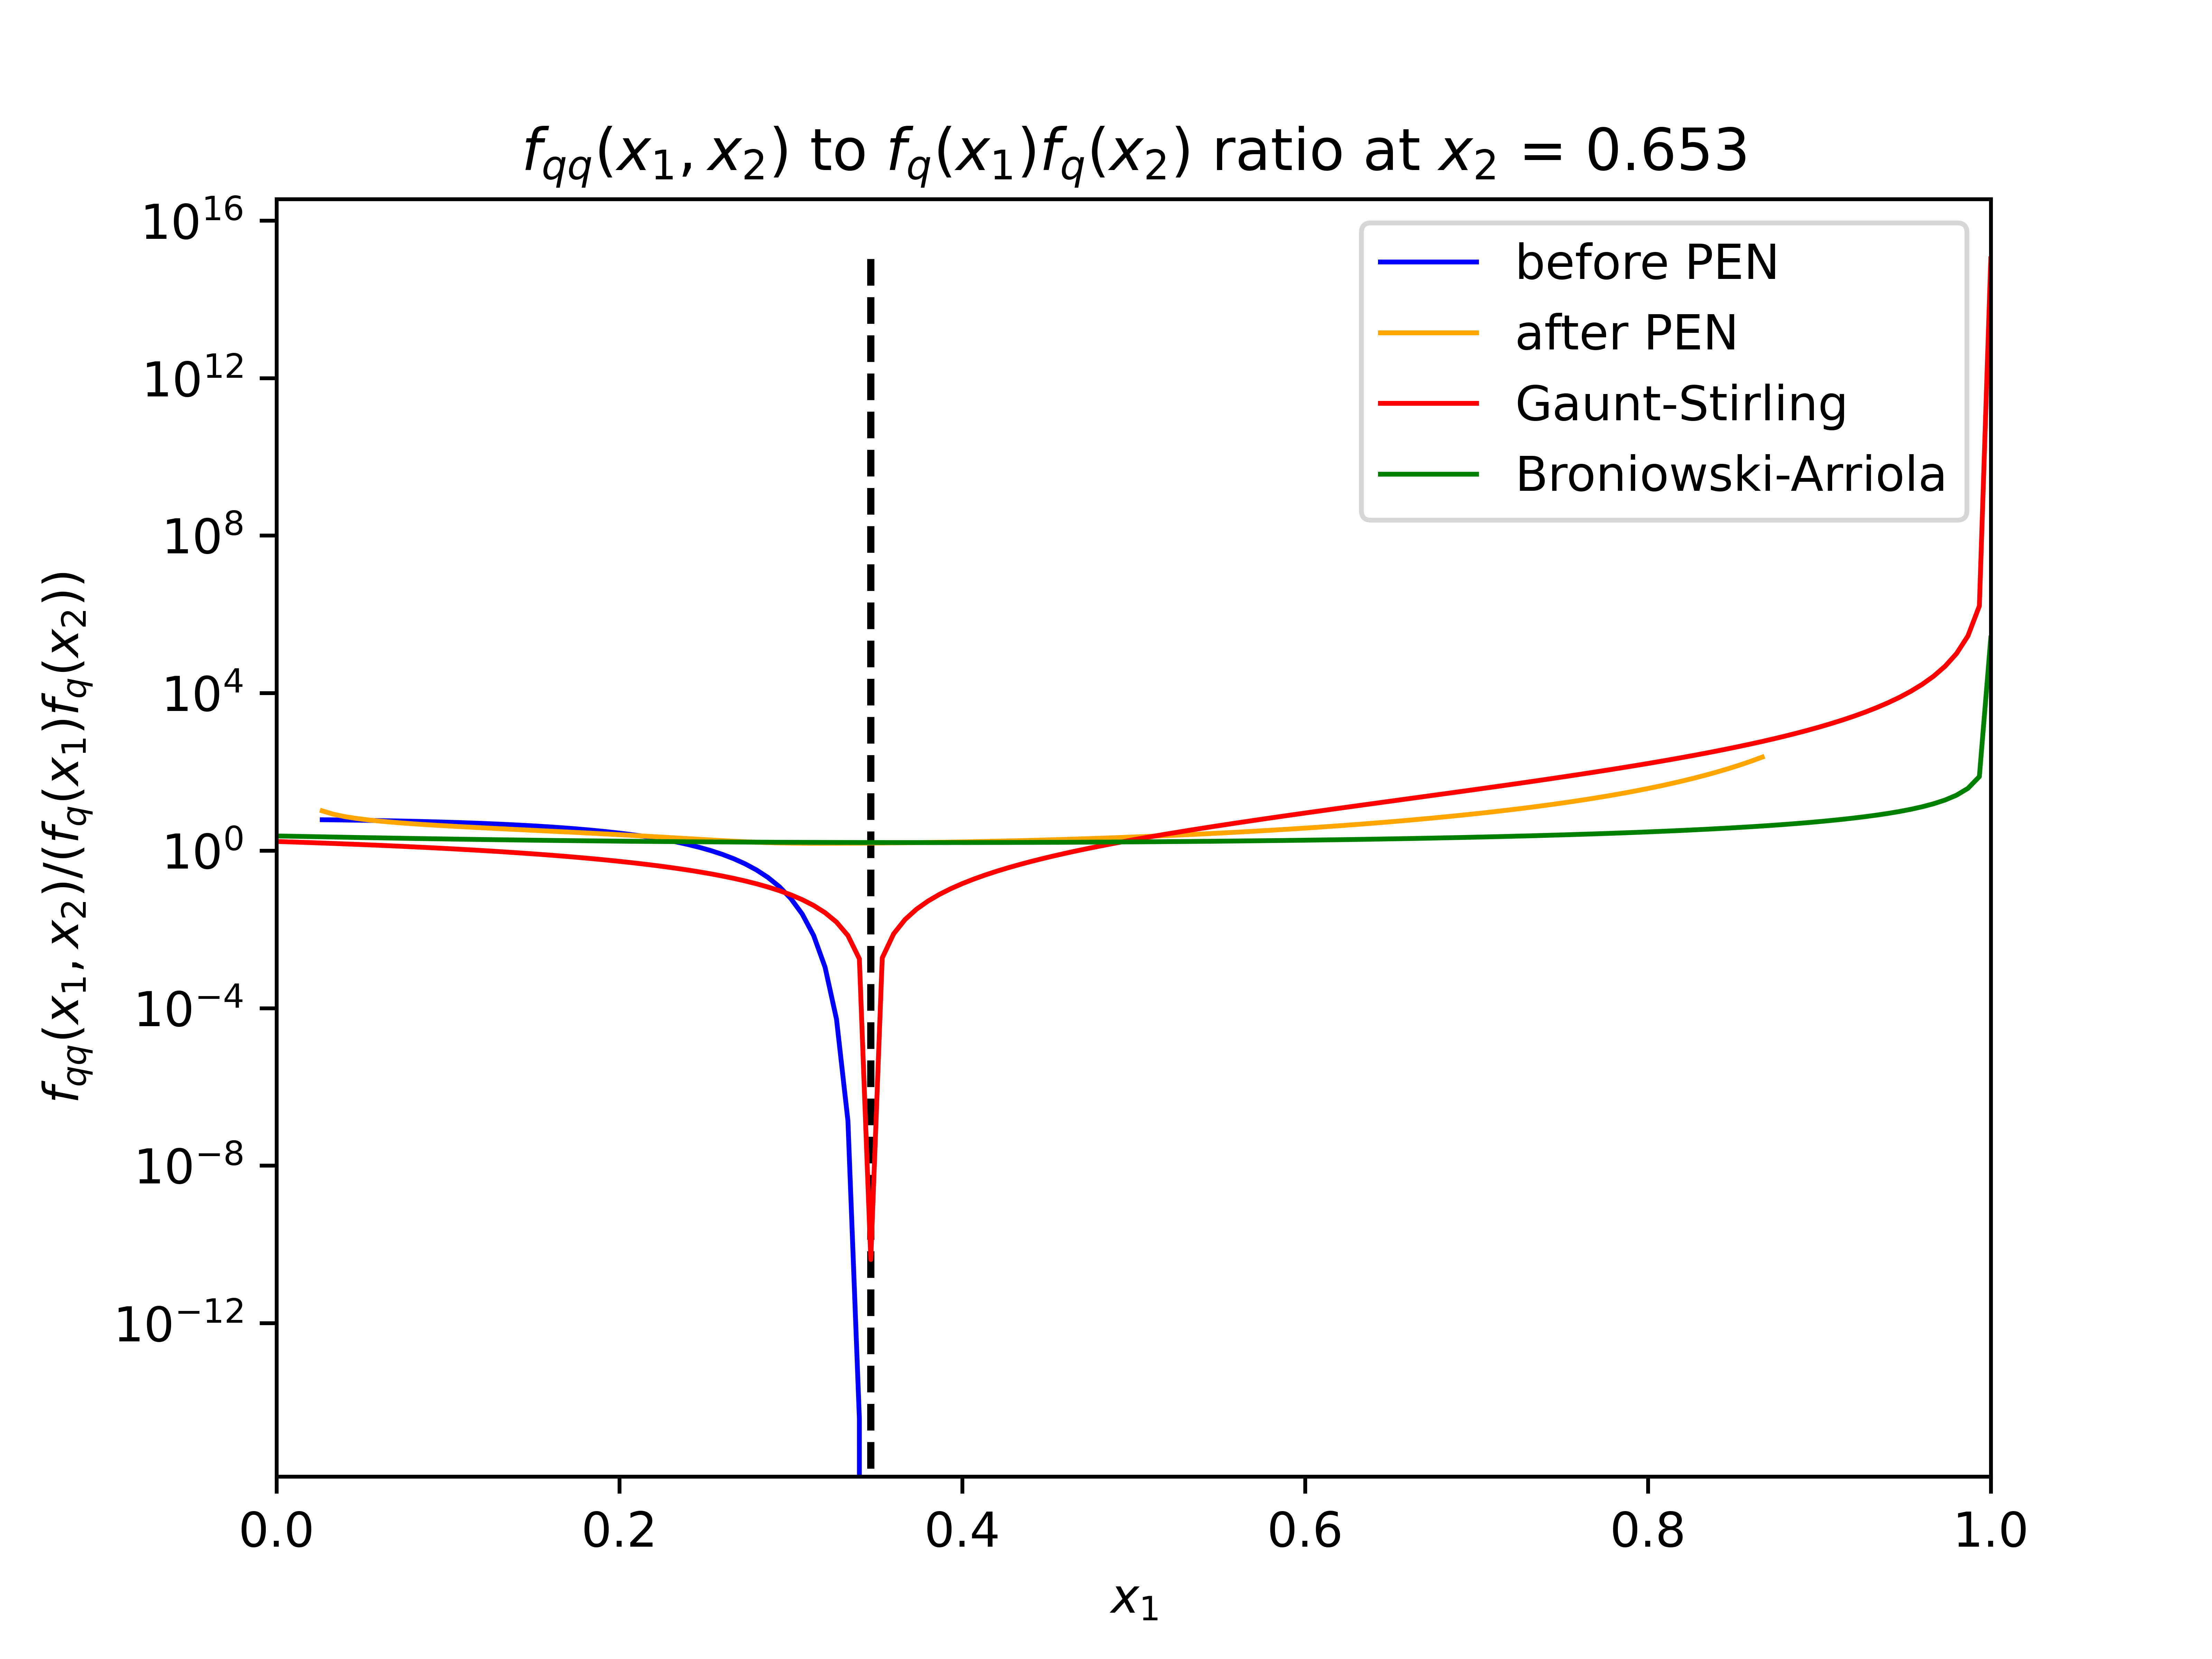 f_qq(x_1, x_2) to f_q(x_1)f_q(x_2) ratio at x_2 = 0.653
f_qq(x_1, x_2)/(f_q(x_1)f_q(x_2))
10^16
10^12
10^8
10^4
10^0
10^−4
10^−8
10^−12
before PEN
after PEN
Gaunt-Stirling
Broniowski-Arriola
0.0 0.2 0.4 0.6 0.8 1.0
x_1